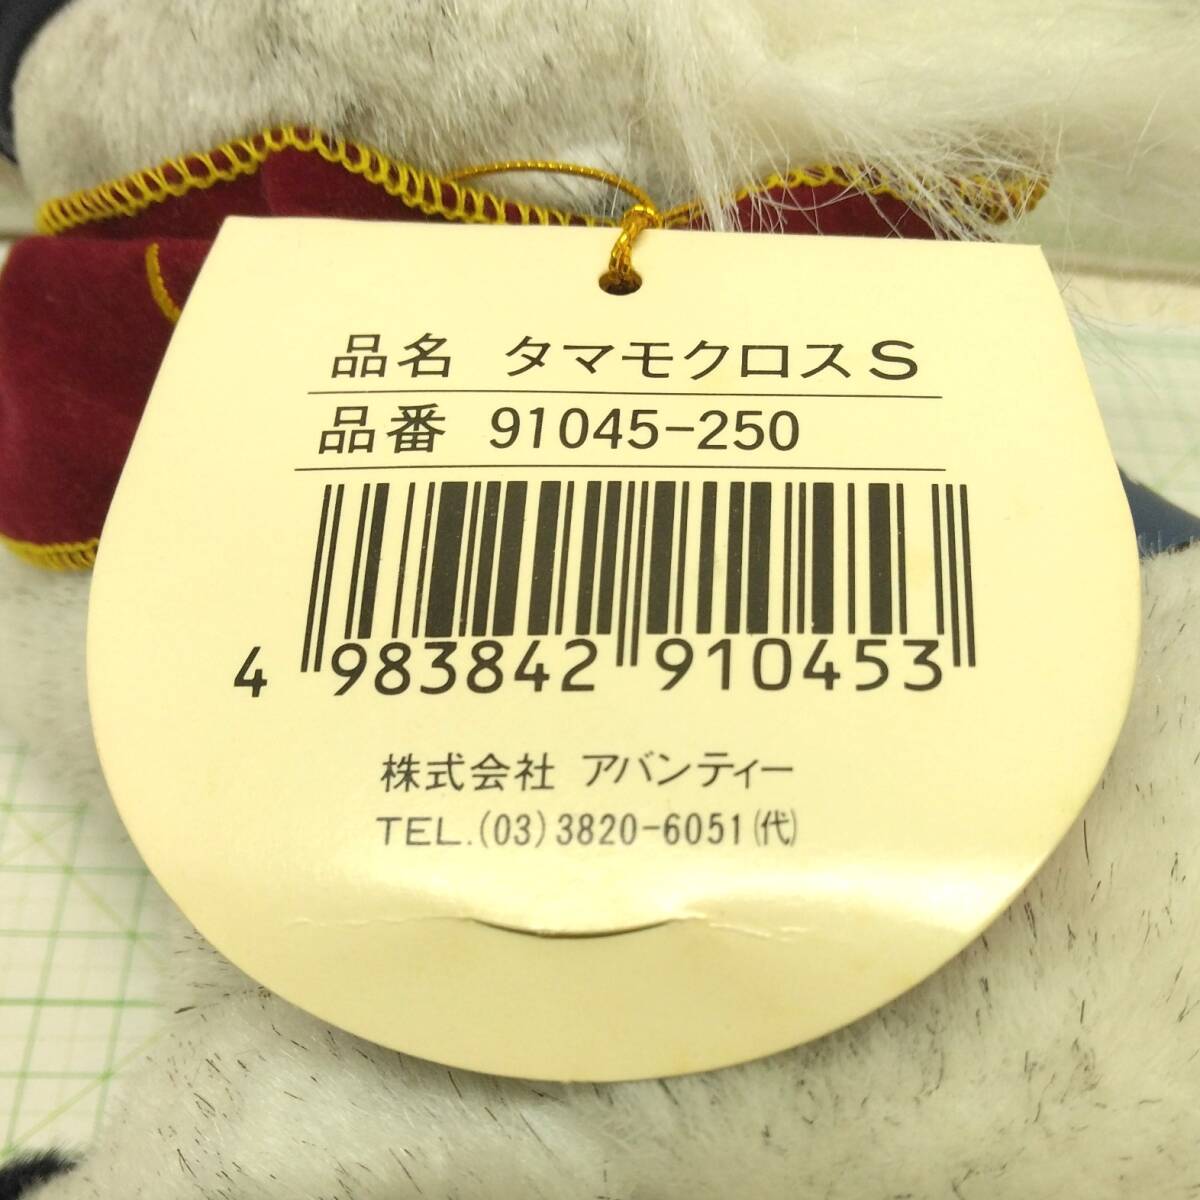 品名 タマモクロスS
品番 91045-250
4 983842 910453
株式会社 アバンティー
TEL.(03)3820-6051(代)